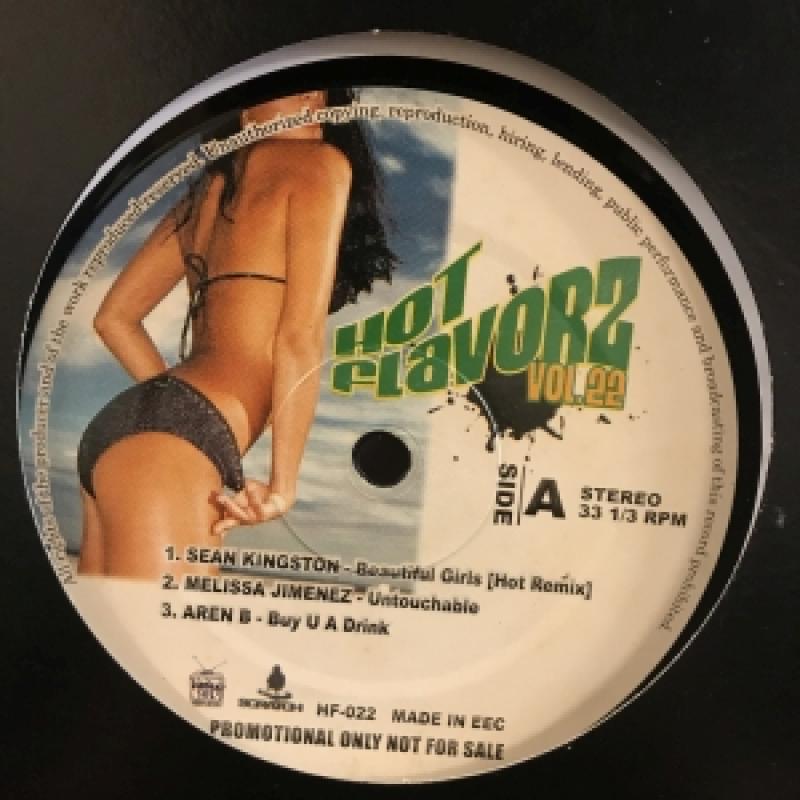 All rights of the producer and of the work reproduced reserved. Unauthorized copying, reproduction, hiring, lending, public performance and broadcasting of this record prohibited.
HOT
FLAVORZ
VOL.22
SIDE A
STEREO
33 1/3 RPM
1. SEAN KINGSTON - Beautiful Girls [Hot Remix]
2. MELISSA JIMENEZ - Untouchable
3. AREN B - Buy U A Drink
SCRATCH HF-022 MADE IN EEC
PROMOTIONAL ONLY NOT FOR SALE